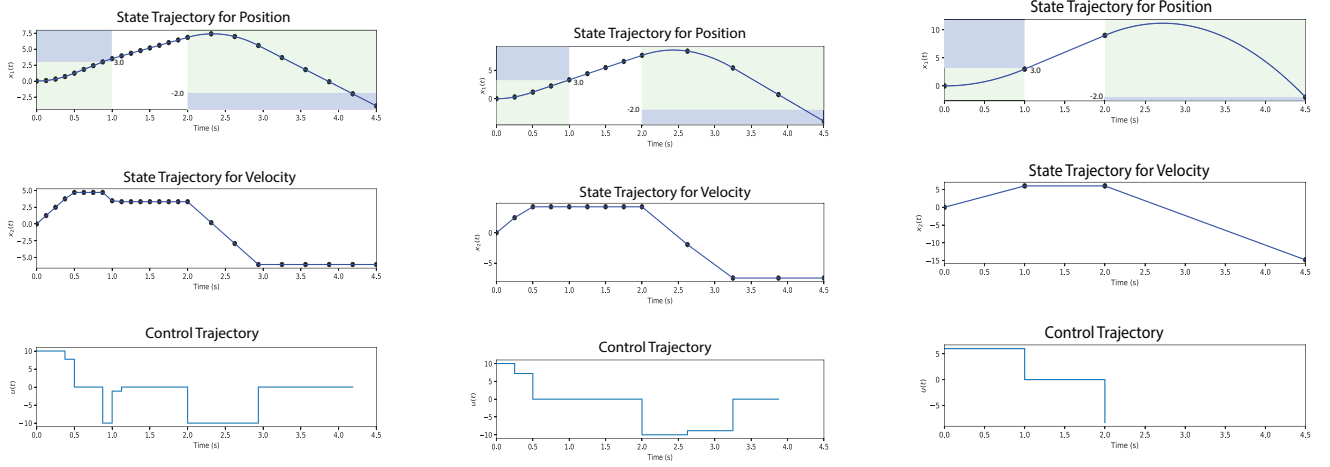 State Trajectory for Position
7.5
5.0
2.5
0.0
−2.5
x₁(t)
3.0
-2.0
0.0 0.5 1.0 1.5 2.0 2.5 3.0 3.5 4.0 4.5
Time (s)
State Trajectory for Velocity
5.0
2.5
0.0
−2.5
−5.0
x₂(t)
0.0 0.5 1.0 1.5 2.0 2.5 3.0 3.5 4.0 4.5
Time (s)
Control Trajectory
10
5
0
−5
−10
u(t)
0.0 0.5 1.0 1.5 2.0 2.5 3.0 3.5 4.0 4.5
Time (s)
State Trajectory for Position
5
0
x₁(t)
3.0
-2.0
0.0 0.5 1.0 1.5 2.0 2.5 3.0 3.5 4.0 4.5
Time (s)
State Trajectory for Velocity
0
−5
x₂(t)
0.0 0.5 1.0 1.5 2.0 2.5 3.0 3.5 4.0 4.5
Time (s)
Control Trajectory
10
5
0
−5
−10
u(t)
0.0 0.5 1.0 1.5 2.0 2.5 3.0 3.5 4.0 4.5
Time (s)
State Trajectory for Position
10
5
0
x₁(t)
3.0
-2.0
0.0 0.5 1.0 1.5 2.0 2.5 3.0 3.5 4.0 4.5
Time (s)
State Trajectory for Velocity
5
0
−5
−10
−15
x₂(t)
0.0 0.5 1.0 1.5 2.0 2.5 3.0 3.5 4.0 4.5
Time (s)
Control Trajectory
5
0
−5
u(t)
0.0 0.5 1.0 1.5 2.0 2.5 3.0 3.5 4.0 4.5
Time (s)